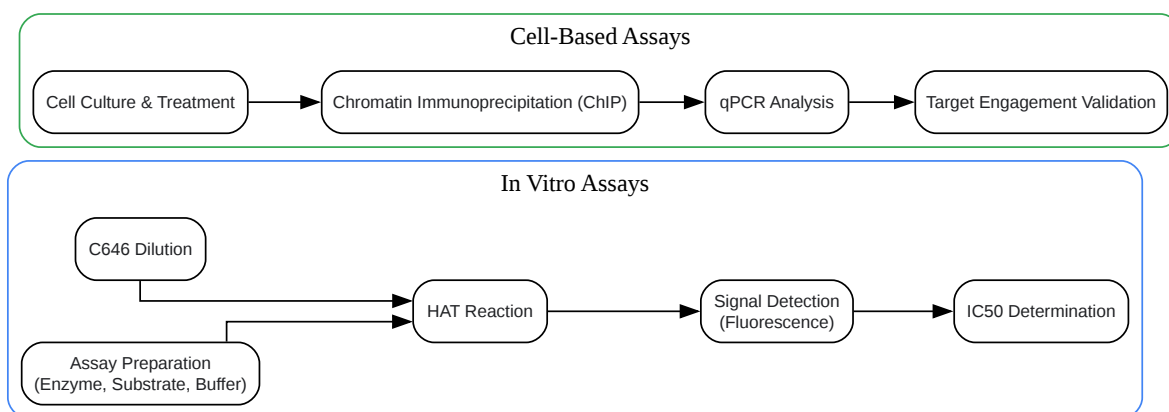 Cell-Based Assays
Cell Culture & Treatment
Chromatin Immunoprecipitation (ChIP)
qPCR Analysis
Target Engagement Validation
In Vitro Assays
C646 Dilution
Assay Preparation
(Enzyme, Substrate, Buffer)
HAT Reaction
Signal Detection
(Fluorescence)
IC50 Determination